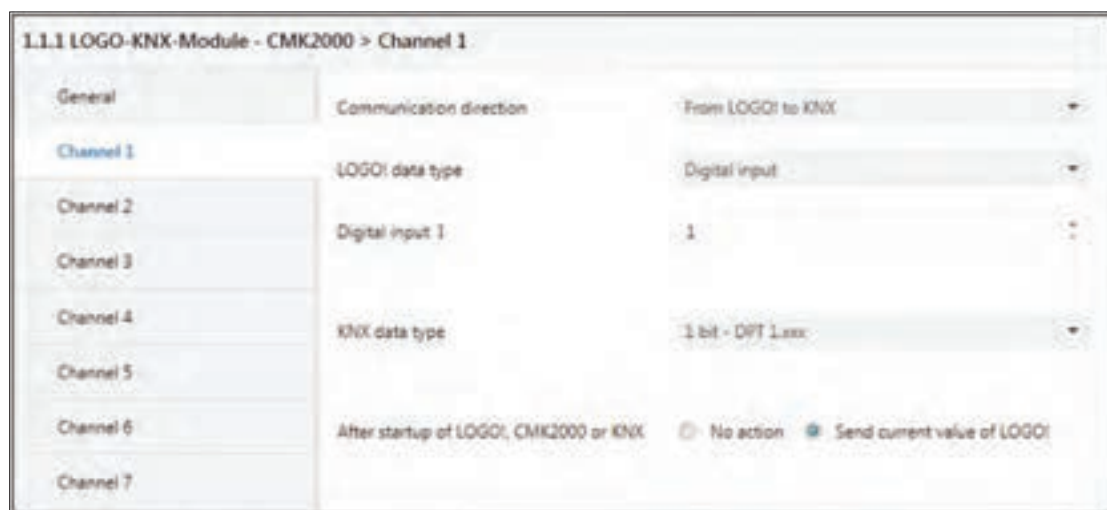 1.1.1 LOGO-KNX-Module - CMK2000 > Channel 1
General
Channel 1
Channel 2
Channel 3
Channel 4
Channel 5
Channel 6
Channel 7
Communication direction From LOGO! to KNX
LOGO! data type Digital input
Digital input 1 1
KNX data type 1 bit - DPT 1.xxx
After startup of LOGO!, CMK2000 or KNX No action Send current value of LOGO!